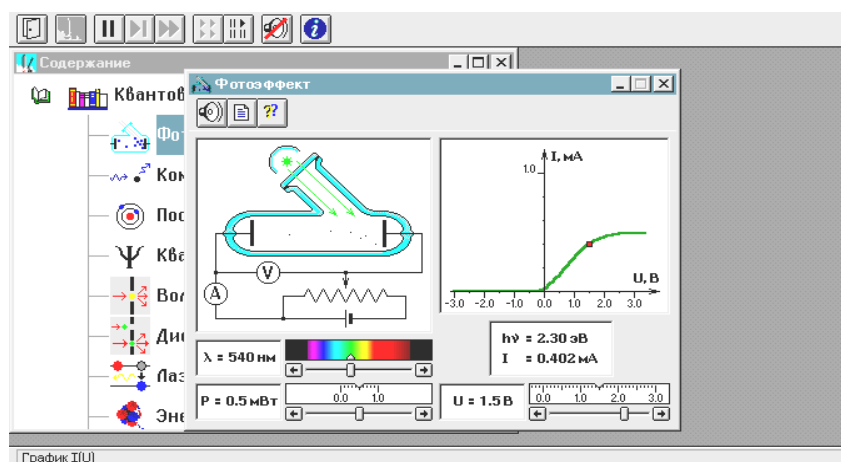 Содержание
Квантов
Фотоэффект
Фот
Ком
Пос
Ψ Ква
Вол
Диф
Лаз
Эне
V
A
I, мА
1.0
U, В
-3.0 -2.0 -1.0 0.0 1.0 2.0 3.0
λ = 540 нм
hν = 2.30 эВ
I = 0.402 мА
P = 0.5 мВт
0.0 1.0
U = 1.5 В
0.0 1.0 2.0 3.0
График I(U)